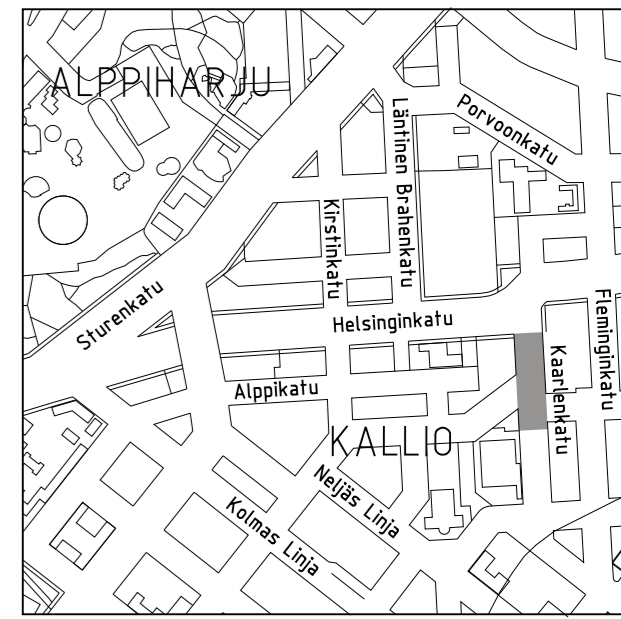 ALPPIHARJU
Porvoonkatu
Läntinen Brahenkatu
Kirstinkatu
Sturenkatu
Helsinginkatu
Fleminginkatu
Kaarlenkatu
Alppikatu
KALLIO
Neljäs Linja
Kolmas Linja